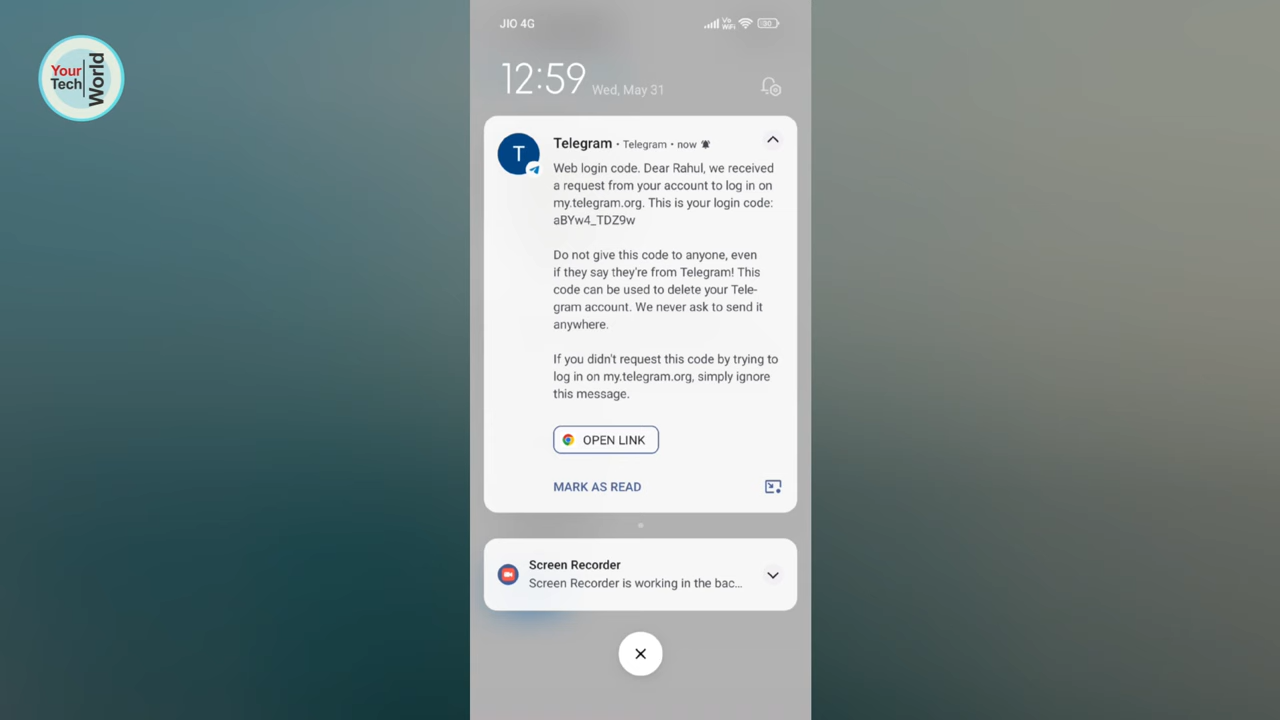 Your
Tech
World
JIO 4G
Vo
WiFi
12:59 Wed, May 31
T
Telegram • Telegram • now
Web login code. Dear Rahul, we received
a request from your account to log in on
my.telegram.org. This is your login code:
aBYw4_TDZ9w
Do not give this code to anyone, even
if they say they're from Telegram! This
code can be used to delete your Tele-
gram account. We never ask to send it
anywhere.
If you didn't request this code by trying to
log in on my.telegram.org, simply ignore
this message.
OPEN LINK
MARK AS READ
Screen Recorder
Screen Recorder is working in the bac...